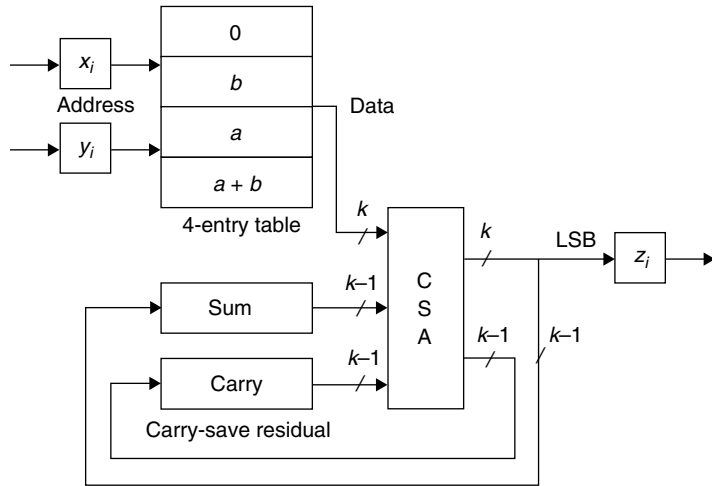 0
x_i
b
Address
Data
y_i
a
a + b
4-entry table
k
k
LSB
z_i
C
S
A
Sum
k–1
k–1
k–1
Carry
k–1
Carry-save residual